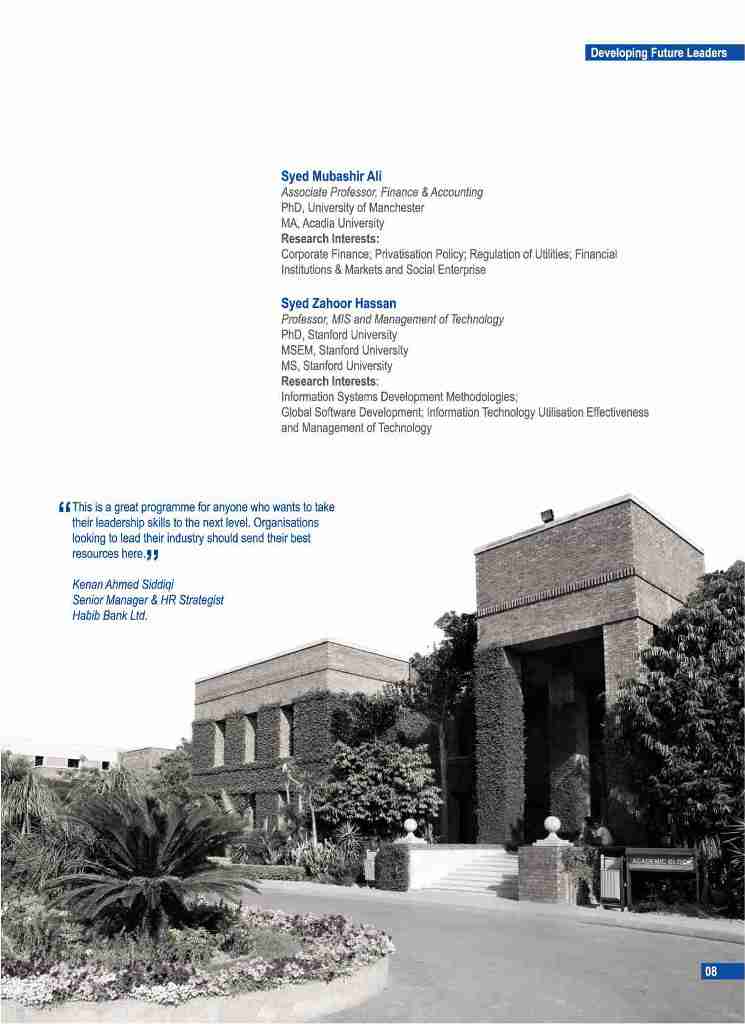 Developing Future Leaders
Syed Mubashir Ali
Associate Professor, Finance & Accounting
PhD, University of Manchester
MA, Acadia University
Research Interests:
Corporate Finance; Privatisation Policy; Regulation of Utilities; Financial
Institutions & Markets and Social Enterprise
Syed Zahoor Hassan
Professor, MIS and Management of Technology
PhD, Stanford University
MSEM, Stanford University
MS, Stanford University
Research Interests:
Information Systems Development Methodologies;
Global Software Development; Information Technology Utilisation Effectiveness
and Management of Technology
“This is a great programme for anyone who wants to take
their leadership skills to the next level. Organisations
looking to lead their industry should send their best
resources here.”
Kenan Ahmed Siddiqi
Senior Manager & HR Strategist
Habib Bank Ltd.
ACADEMIC BLOCK
08